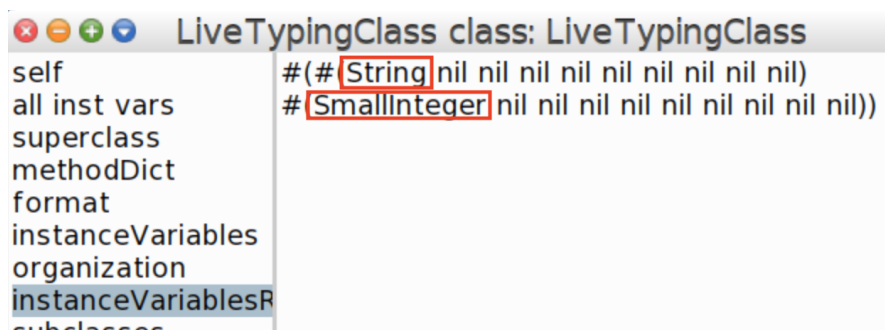 LiveTypingClass class: LiveTypingClass
self
all inst vars
superclass
methodDict
format
instanceVariables
organization
instanceVariablesR
subclasses
#(#(String nil nil nil nil nil nil nil nil nil)
#(SmallInteger nil nil nil nil nil nil nil nil nil))